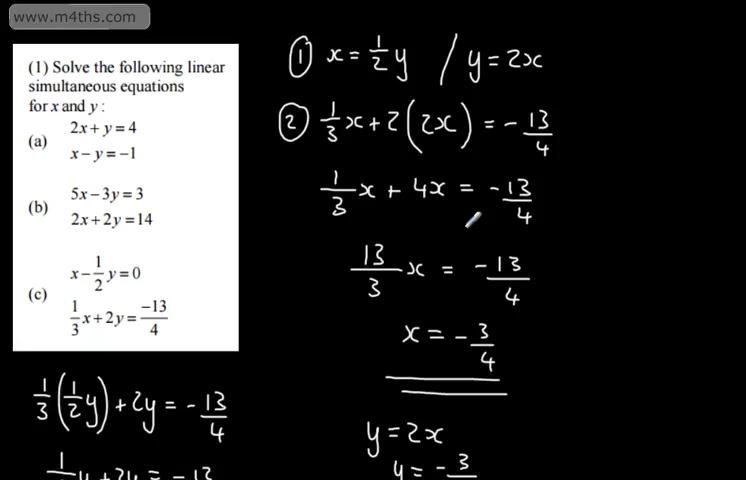 www.m4ths.com
(1) Solve the following linear
simultaneous equations
for x and y :
(a) 2x + y = 4
x − y = −1
(b) 5x − 3y = 3
2x + 2y = 14
(c) x − 1/2 y = 0
1/3 x + 2y = −13/4
1/3 (1/2 y) + 2y = − 13/4
① x = 1/2 y / y = 2x
② 1/3 x + 2(2x) = − 13/4
1/3 x + 4x = − 13/4
13/3 x = − 13/4
x = − 3/4
y = 2x